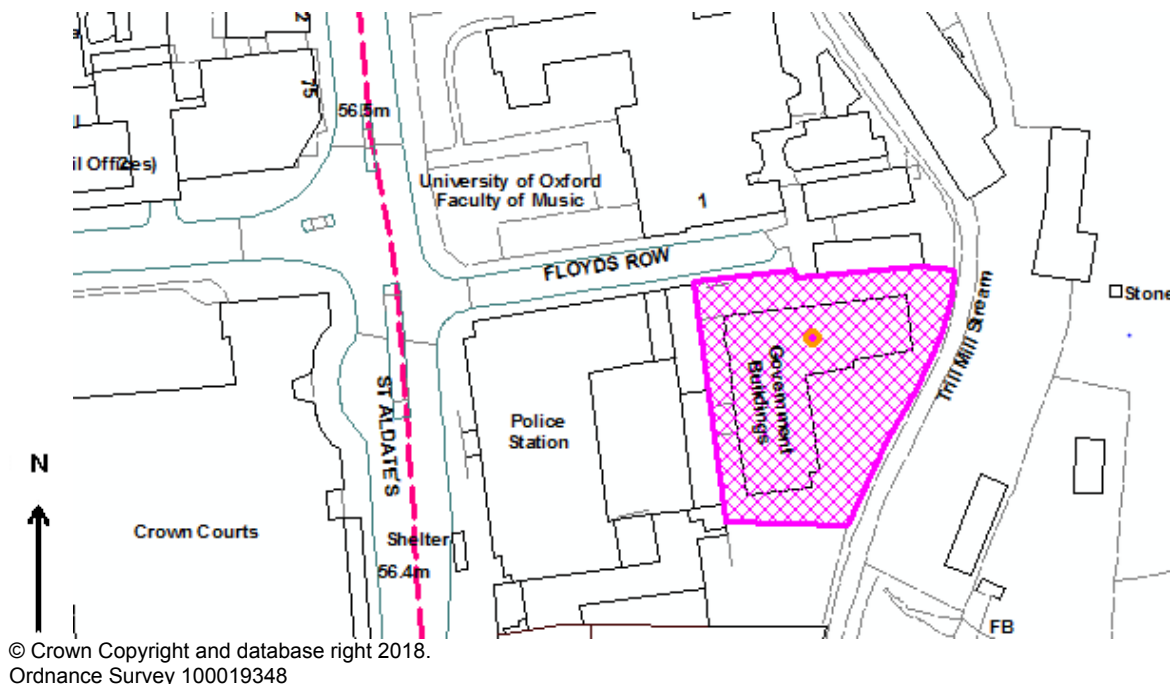 2
75
56.5m
il Offices)
University of Oxford
Faculty of Music
1
FLOYDS ROW
Stone
Trill Mill Stream
Government
Buildings
ST ALDATE'S
Police
Station
N
Crown Courts
Shelter
56.4m
FB
© Crown Copyright and database right 2018.
Ordnance Survey 100019348